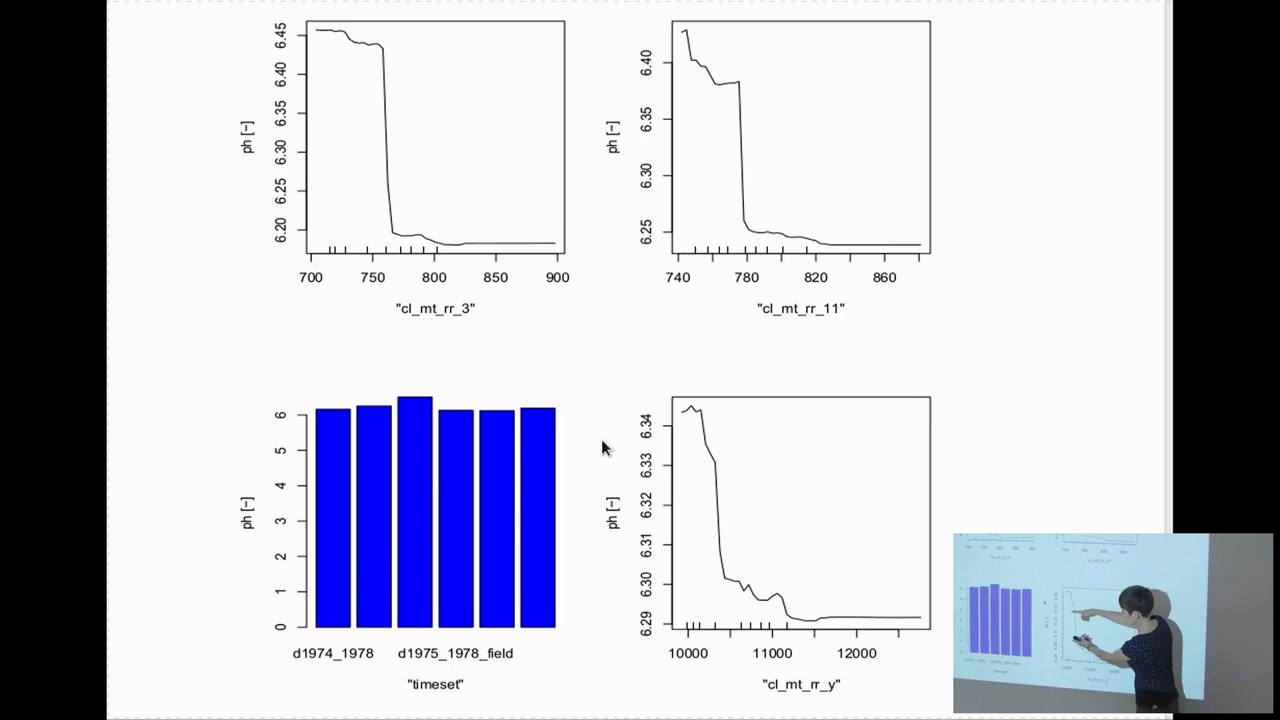 6.45
6.40
6.35
6.30
6.25
6.20
ph [−]
700 750 800 850 900
"cl_mt_rr_3"
6.40
6.35
6.30
6.25
ph [−]
740 780 820 860
"cl_mt_rr_11"
6
5
4
3
2
1
0
ph [−]
d1974_1978 d1975_1978_field
"timeset"
6.34
6.33
6.32
6.31
6.30
6.29
ph [−]
10000 11000 12000
"cl_mt_rr_y"